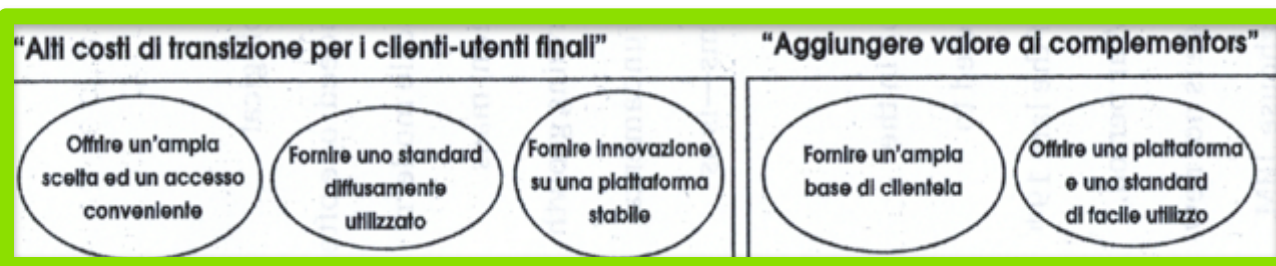 “Alti costi di transizione per i clienti-utenti finali”
Offrire un’ampia
scelta ed un accesso
conveniente
Fornire uno standard
diffusamente
utilizzato
Fornire innovazione
su una piattaforma
stabile
“Aggiungere valore ai complementors”
Fornire un’ampia
base di clientela
Offrire una piattaforma
e uno standard
di facile utilizzo